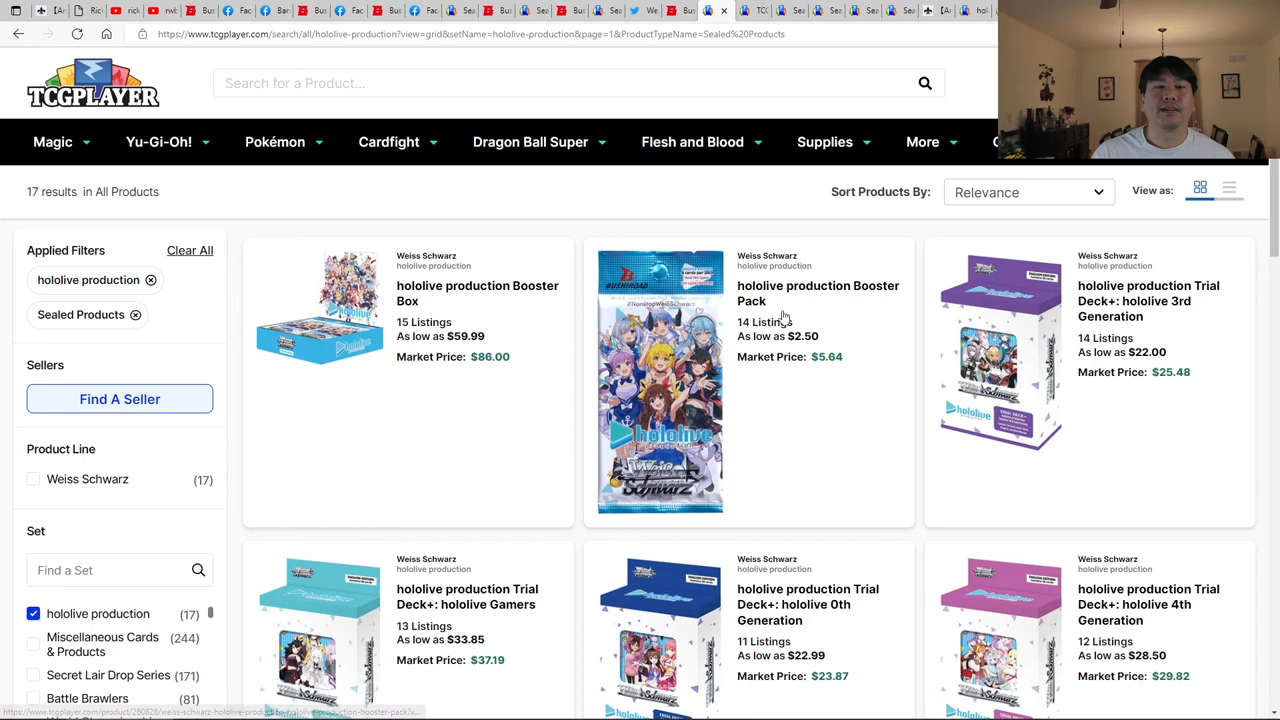 https://www.tcgplayer.com/search/all/hololive-production?view=grid&setName=hololive-production&page=1&ProductTypeName=Sealed%20Products
TCGPLAYER
Search for a Product...
Magic
Yu-Gi-Oh!
Pokémon
Cardfight
Dragon Ball Super
Flesh and Blood
Supplies
More
17 results in All Products
Sort Products By:
Relevance
View as:
Applied Filters
Clear All
hololive production
Sealed Products
Sellers
Find A Seller
Product Line
Weiss Schwarz (17)
Set
Find a Set
hololive production (17)
Miscellaneous Cards (244)
& Products
Secret Lair Drop Series (171)
Battle Brawlers (81)
Weiss Schwarz
hololive production
hololive production Booster
Box
15 Listings
As low as $59.99
Market Price: $86.00
BUSHIROAD
hololive
Weiß Schwarz
Weiss Schwarz
hololive production
hololive production Booster
Pack
14 Listings
As low as $2.50
Market Price: $5.64
hololive
Weiss Schwarz
hololive production
hololive production Trial
Deck+: hololive 3rd
Generation
14 Listings
As low as $22.00
Market Price: $25.48
Weiss Schwarz
hololive production
hololive production Trial
Deck+: hololive Gamers
13 Listings
As low as $33.85
Market Price: $37.19
Weiss Schwarz
hololive production
hololive production Trial
Deck+: hololive 0th
Generation
11 Listings
As low as $22.99
Market Price: $23.87
Weiss Schwarz
hololive production
hololive production Trial
Deck+: hololive 4th
Generation
12 Listings
As low as $28.50
Market Price: $29.82